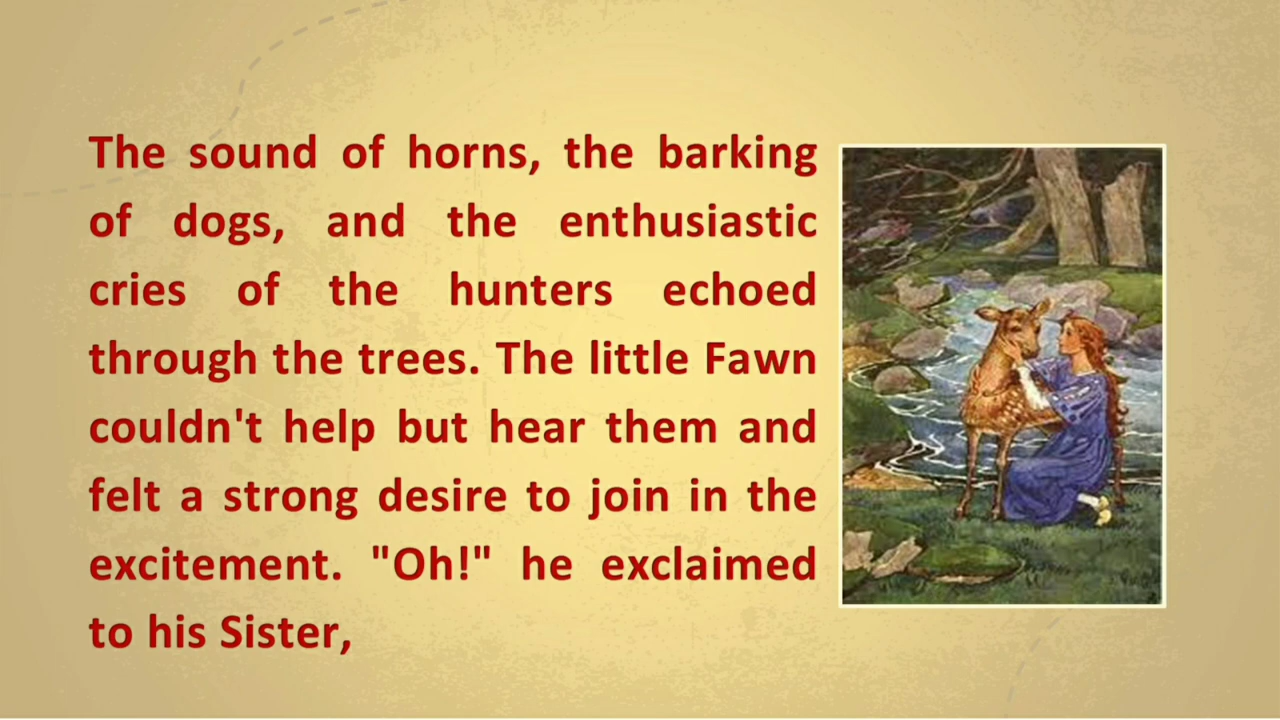 The sound of horns, the barking
of dogs, and the enthusiastic
cries of the hunters echoed
through the trees. The little Fawn
couldn't help but hear them and
felt a strong desire to join in the
excitement. "Oh!" he exclaimed
to his Sister,